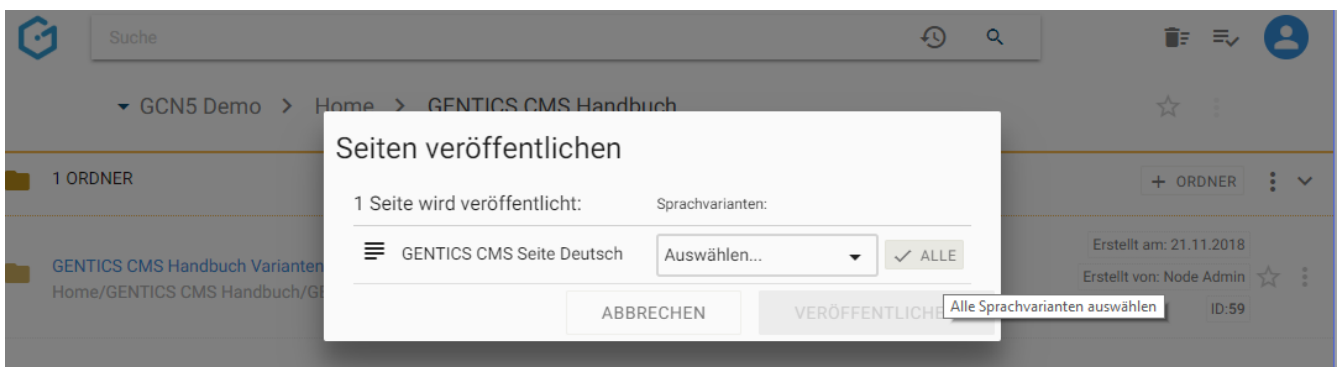 Suche
GCN5 Demo > Home > GENTICS CMS Handbuch
Seiten veröffentlichen
1 ORDNER
+ ORDNER
1 Seite wird veröffentlicht:
Sprachvarianten:
GENTICS CMS Seite Deutsch
Auswählen...
ALLE
Erstellt am: 21.11.2018
GENTICS CMS Handbuch Varianten
Erstellt von: Node Admin
Home/GENTICS CMS Handbuch/
ABBRECHEN
VERÖFFENTLICHE
Alle Sprachvarianten auswählen
ID:59